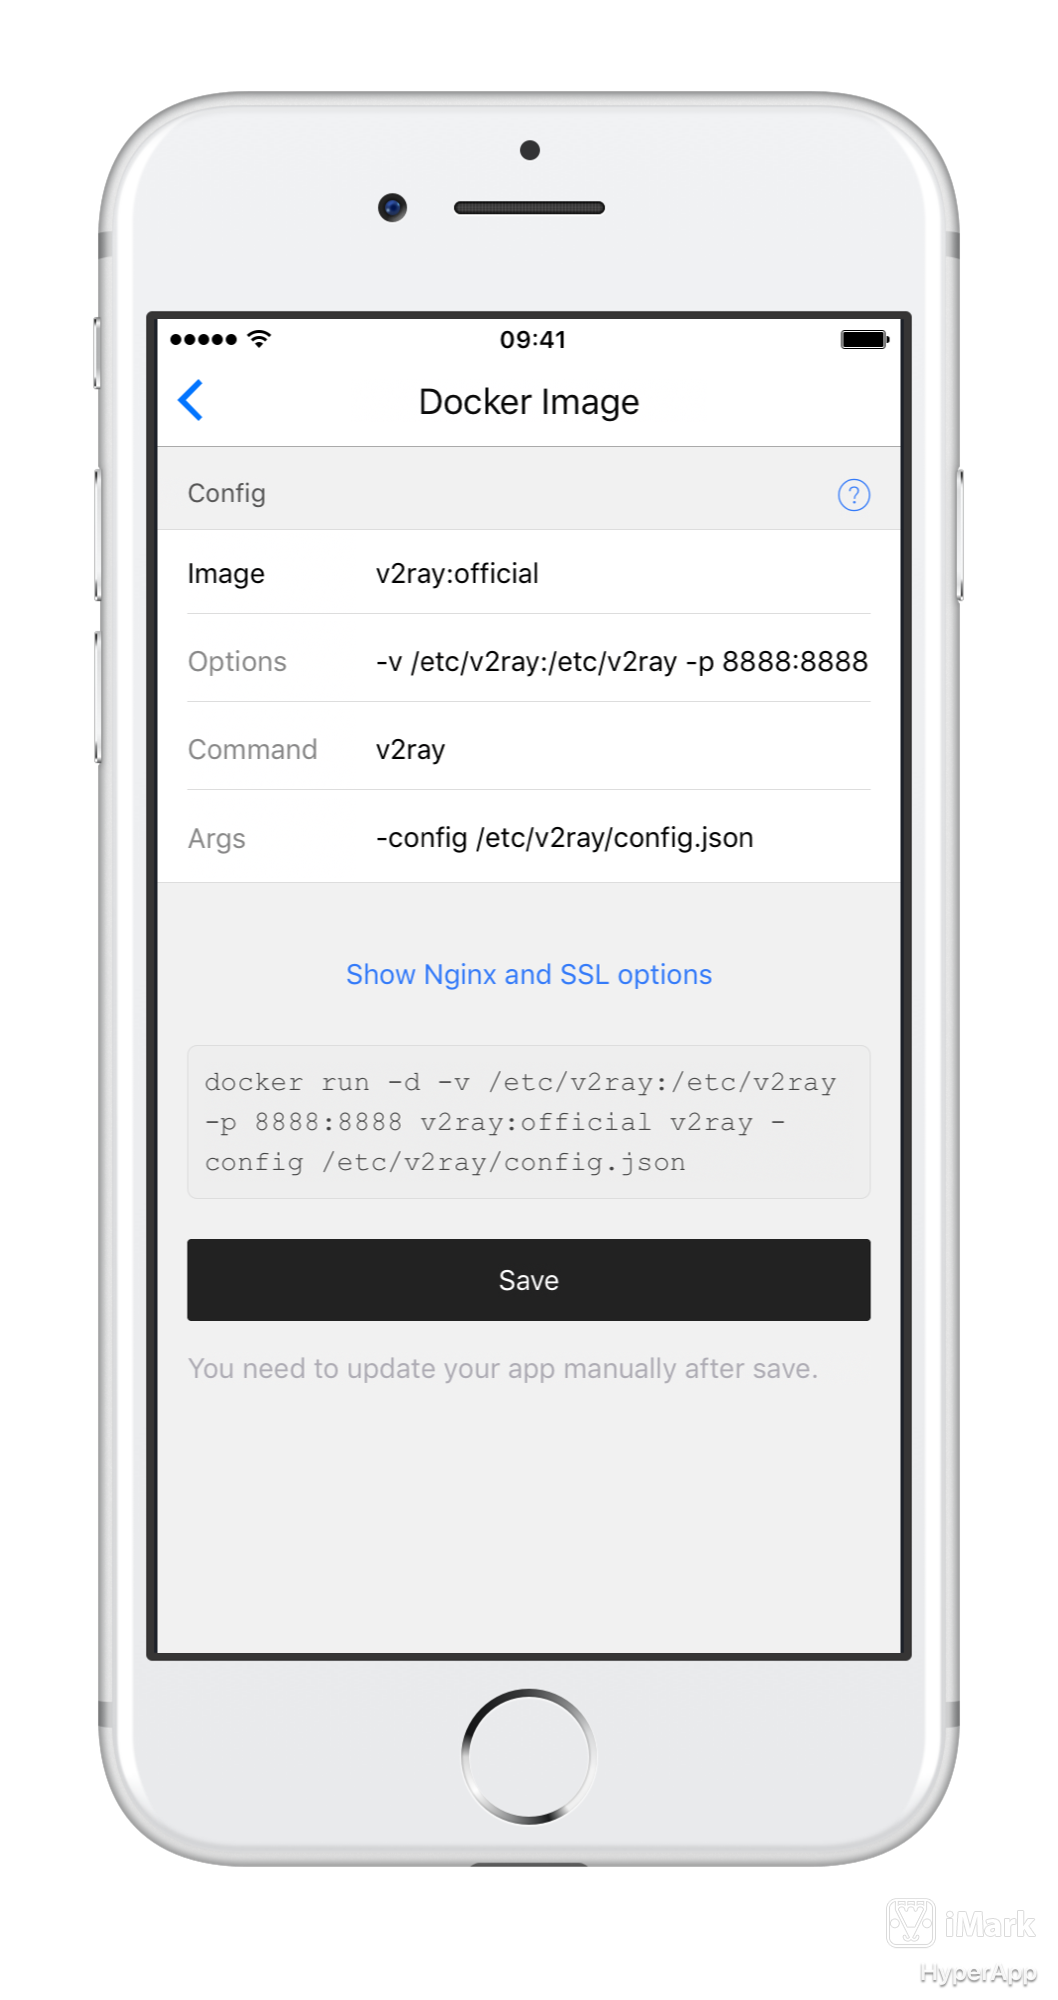 09:41
Docker Image
Config
?
Image v2ray:official
Options -v /etc/v2ray:/etc/v2ray -p 8888:8888
Command v2ray
Args -config /etc/v2ray/config.json
Show Nginx and SSL options
docker run -d -v /etc/v2ray:/etc/v2ray
-p 8888:8888 v2ray:official v2ray -
config /etc/v2ray/config.json
Save
You need to update your app manually after save.
iMark
HyperApp